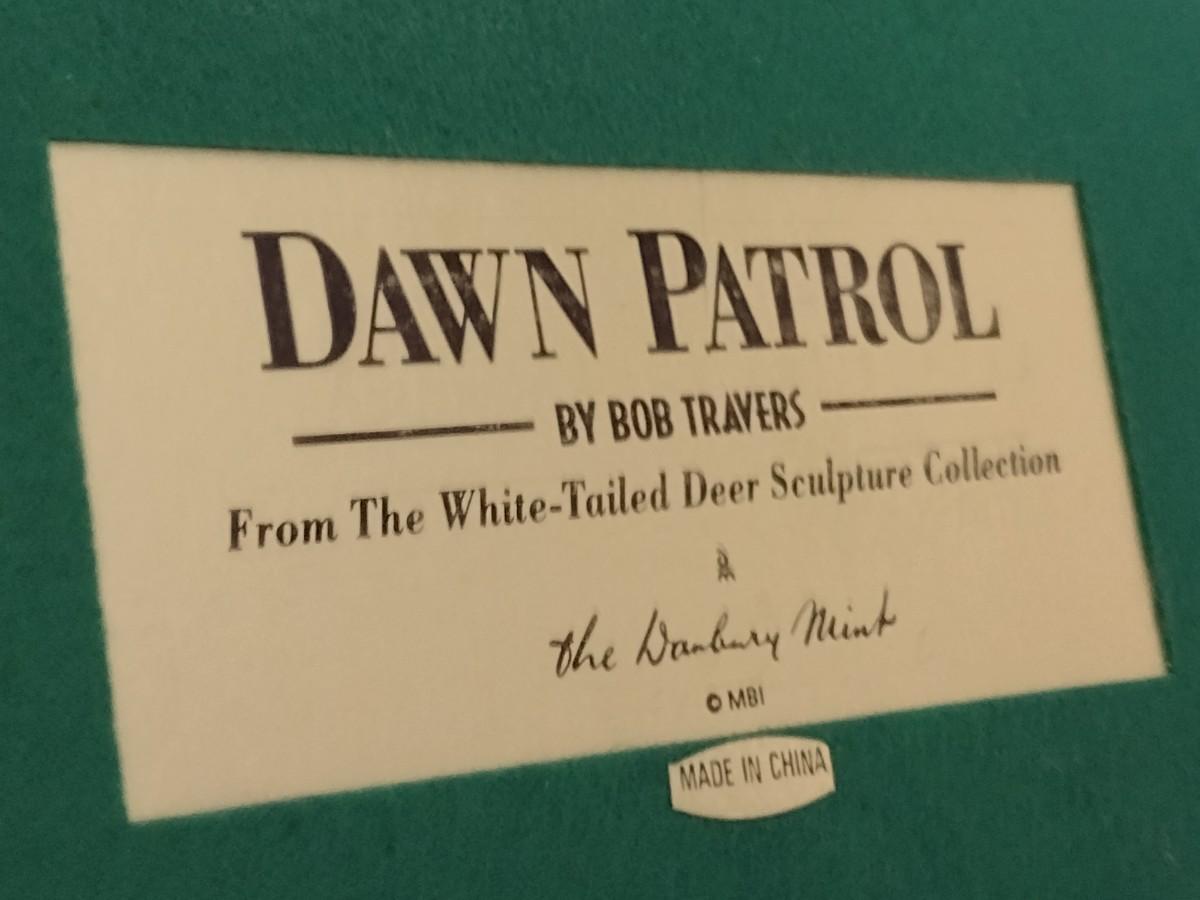 DAWN PATROL
BY BOB TRAVERS
From The White-Tailed Deer Sculpture Collection
the Danbury Mint
© MBI
MADE IN CHINA